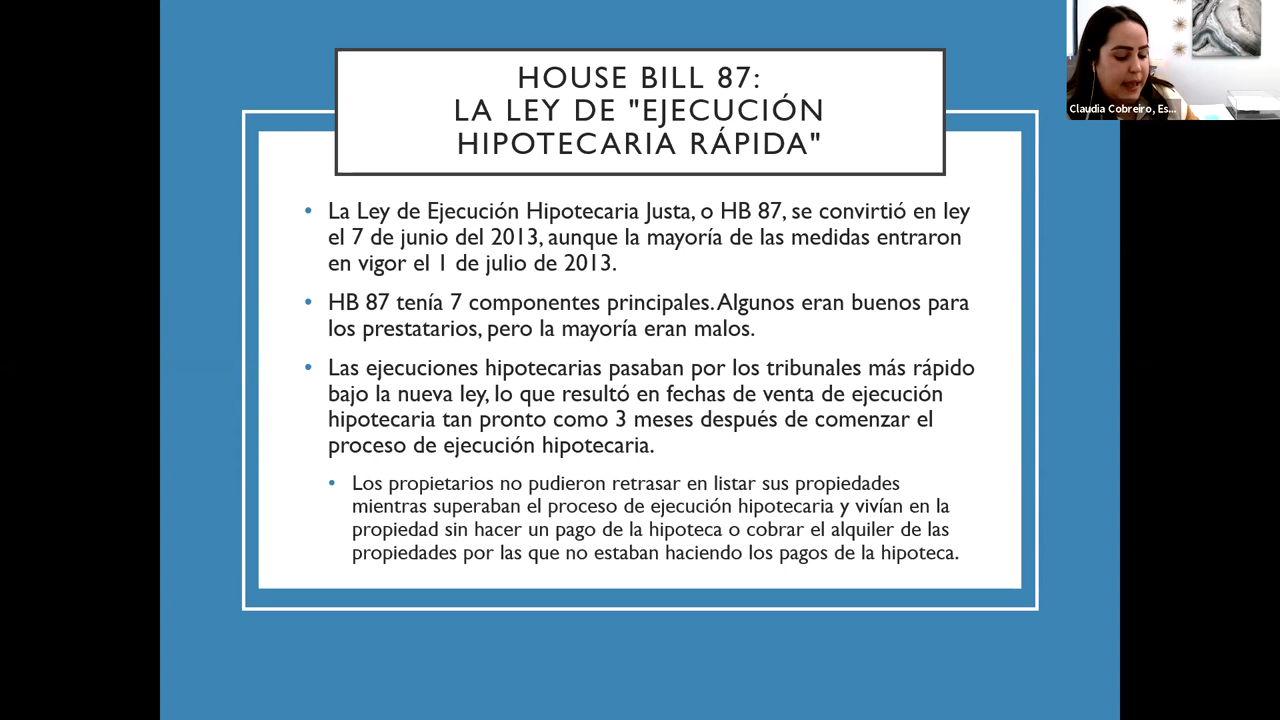 HOUSE BILL 87:
LA LEY DE "EJECUCIÓN
HIPOTECARIA RÁPIDA"
Claudia Cobreiro, Es...
• La Ley de Ejecución Hipotecaria Justa, o HB 87, se convirtió en ley
el 7 de junio del 2013, aunque la mayoría de las medidas entraron
en vigor el 1 de julio de 2013.
• HB 87 tenía 7 componentes principales. Algunos eran buenos para
los prestatarios, pero la mayoría eran malos.
• Las ejecuciones hipotecarias pasaban por los tribunales más rápido
bajo la nueva ley, lo que resultó en fechas de venta de ejecución
hipotecaria tan pronto como 3 meses después de comenzar el
proceso de ejecución hipotecaria.
• Los propietarios no pudieron retrasar en listar sus propiedades
mientras superaban el proceso de ejecución hipotecaria y vivían en la
propiedad sin hacer un pago de la hipoteca o cobrar el alquiler de las
propiedades por las que no estaban haciendo los pagos de la hipoteca.